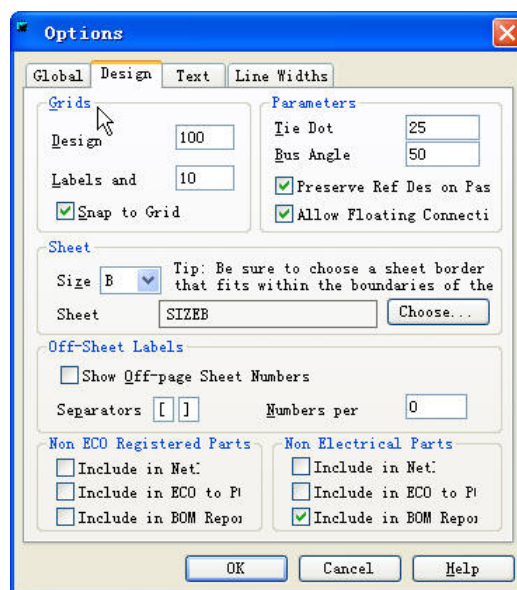 Options
Global Design Text Line Widths
Grids
Design 100
Labels and 10
Snap to Grid
Parameters
Tie Dot 25
Bus Angle 50
Preserve Ref Des on Pas
Allow Floating Connecti
Sheet
Size B
Tip: Be sure to choose a sheet border
that fits within the boundaries of the
Sheet SIZEB Choose...
Off-Sheet Labels
Show Off-page Sheet Numbers
Separators [ ] Numbers per 0
Non ECO Registered Parts
Include in Net
Include in ECO to P
Include in BOM Repo
Non Electrical Parts
Include in Net
Include in ECO to P
Include in BOM Repo
OK Cancel Help